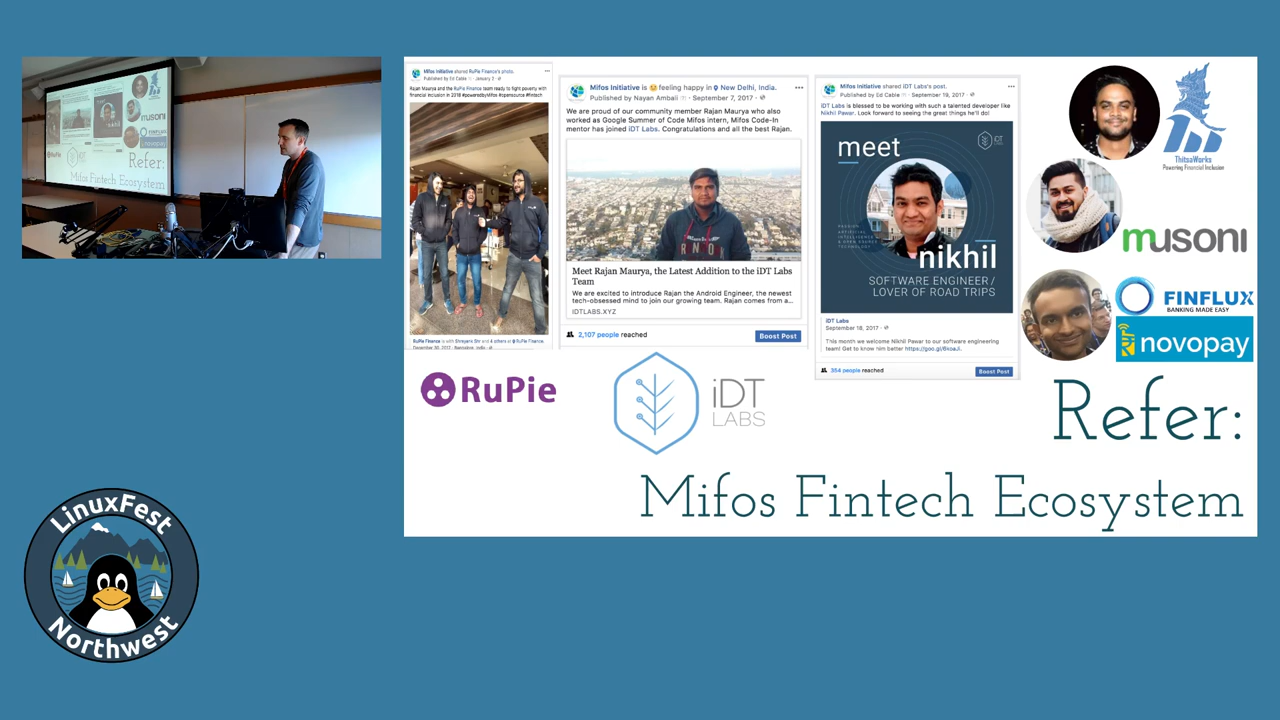 Mifos Initiative shared RuPie Finance's photo.
Published by Ed Cable · January 2 ·
Rajan Maurya and the RuPie Finance team ready to fight poverty with
financial inclusion in 2018 #poweredbyMifos #opensource #fintech
RuPie Finance is with Shreyans Shr and 4 others at RuPie Finance.
Mifos Initiative is feeling happy in New Delhi, India.
Published by Nayan Ambali · September 7, 2017 ·
We are proud of our community member Rajan Maurya who also
worked as Google Summer of Code Mifos intern, Mifos Code-In
mentor has joined iDT Labs. Congratulations and all the best Rajan.
Meet Rajan Maurya, the Latest Addition to the iDT Labs
Team
We are excited to introduce Rajan the Android Engineer, the newest
tech-obsessed mind to join our growing team. Rajan comes from a...
IDTLABS.XYZ
2,107 people reached
Boost Post
Mifos Initiative shared iDT Labs's post.
Published by Ed Cable · September 19, 2017 ·
iDT Labs is blessed to be working with such a talented developer like
Nikhil Pawar. Look forward to seeing the great things he'll do!
meet
iDT
LABS
nikhil
SOFTWARE ENGINEER/
LOVER OF ROAD TRIPS
iDT Labs
September 18, 2017 ·
This month we welcome Nikhil Pawar to our software engineering
team! Get to know him better
354 people reached
Boost Post
ThitsaWorks
Powering Financial Inclusion
musoni
FINFLUX
BANKING MADE EASY
novopay
RuPie
iDT
LABS
Refer:
Mifos Fintech Ecosystem
Refer:
Mifos Fintech Ecosystem
LinuxFest
Northwest